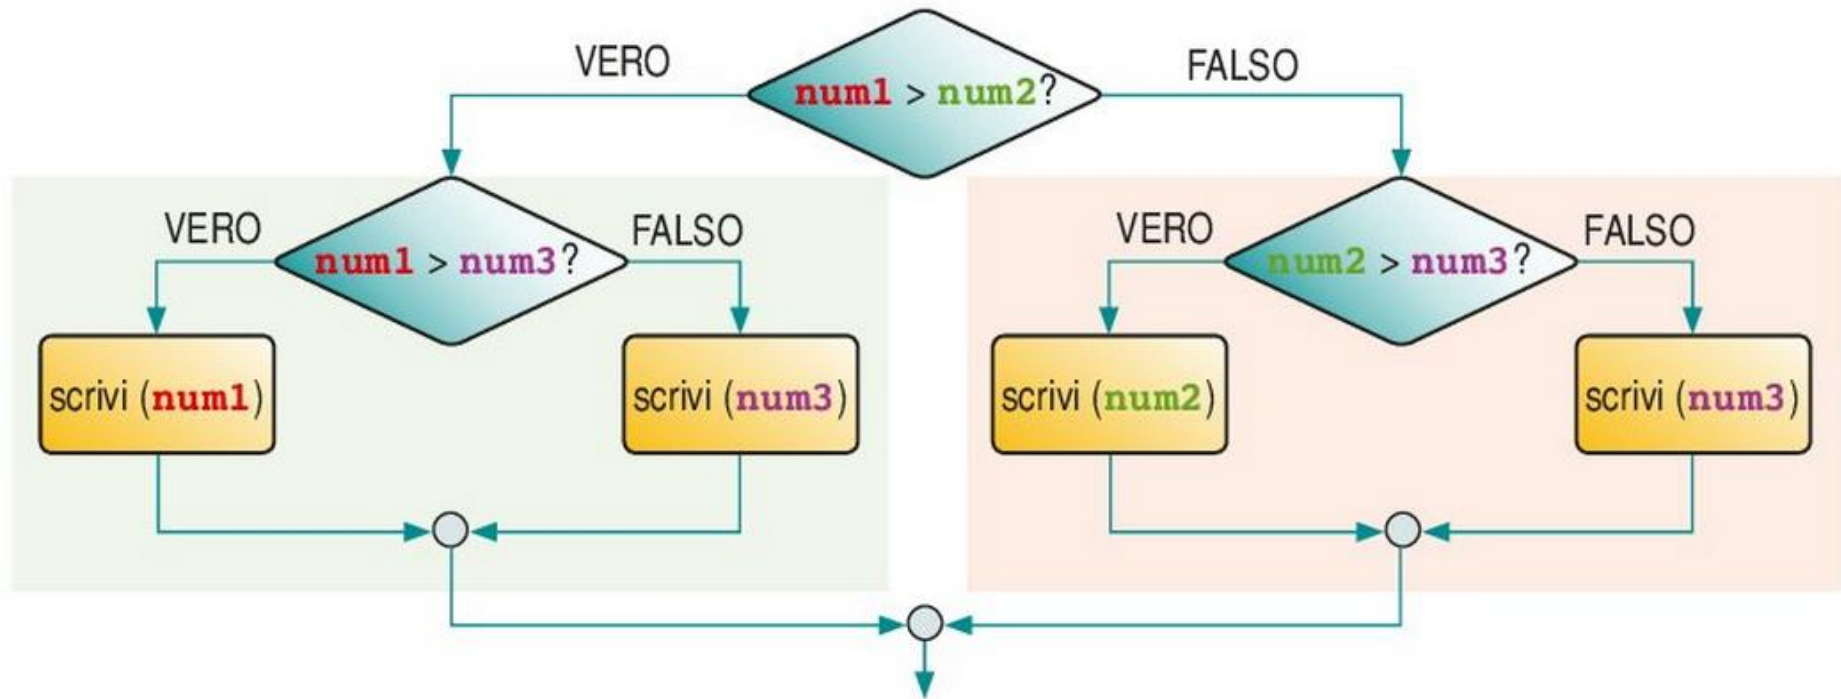 VERO
num1 > num2?
FALSO
VERO
num1 > num3?
FALSO
VERO
num2 > num3?
FALSO
scrivi (num1)
scrivi (num3)
scrivi (num2)
scrivi (num3)